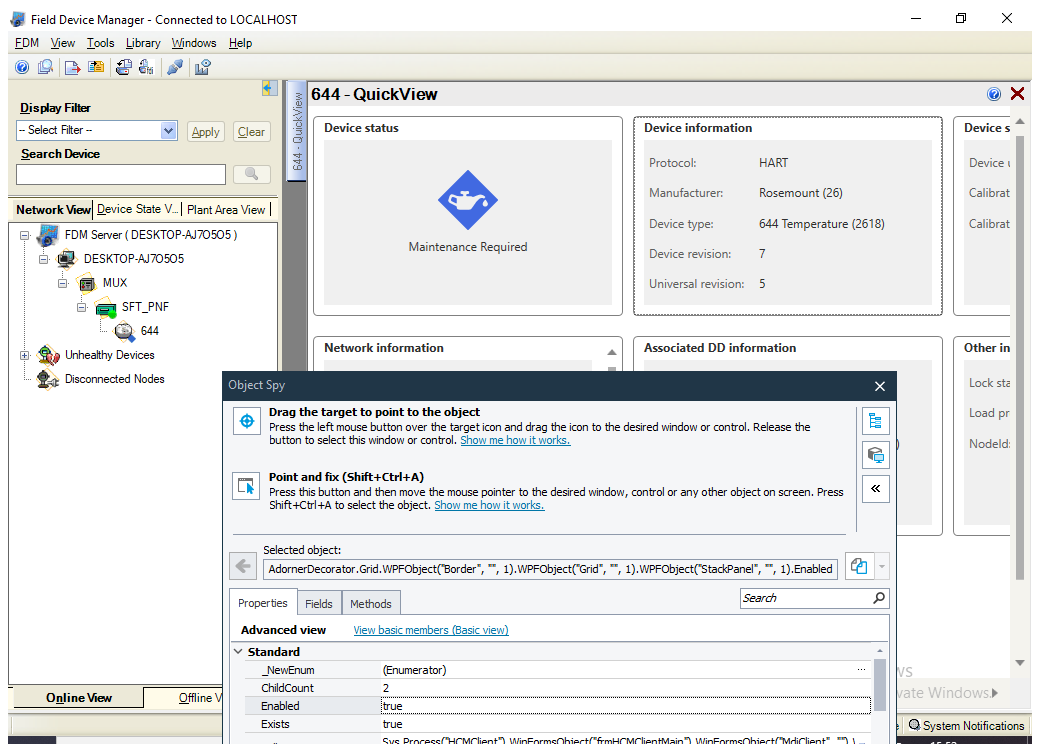 Field Device Manager - Connected to LOCALHOST
FDM View Tools Library Windows Help
Display Filter
-- Select Filter --
Apply
Clear
Search Device
Network View
Device State V...
Plant Area View
FDM Server ( DESKTOP-AJ7O5O5 )
DESKTOP-AJ7O5O5
MUX
SFT_PNF
644
Unhealthy Devices
Disconnected Nodes
Online View
Offline V
644 - QuickView
644 - QuickView
Device status
Maintenance Required
Device information
Protocol: HART
Manufacturer: Rosemount (26)
Device type: 644 Temperature (2618)
Device revision: 7
Universal revision: 5
Device s
Device u
Calibrat
Calibrat
Network information
Associated DD information
Other in
Lock sta
Load pr
NodeId:
Object Spy
Drag the target to point to the object
Press the left mouse button over the target icon and drag the icon to the desired window or control. Release the
button to select this window or control. Show me how it works.
Point and fix (Shift+Ctrl+A)
Press this button and then move the mouse pointer to the desired window, control or any other object on screen. Press
Shift+Ctrl+A to select the object. Show me how it works.
Selected object:
AdornerDecorator.Grid.WPFObject("Border", "", 1).WPFObject("Grid", "", 1).WPFObject("StackPanel", "", 1).Enabled
Properties
Fields
Methods
Search
Advanced view
View basic members (Basic view)
Standard
_NewEnum (Enumerator) ...
ChildCount 2
Enabled true
Exists true
Sys.Process("HCMClient").WinFormsObject("frmHCMClientMain").WinFormsObject("MdiClient", "")
vate Windows.
System Notifications